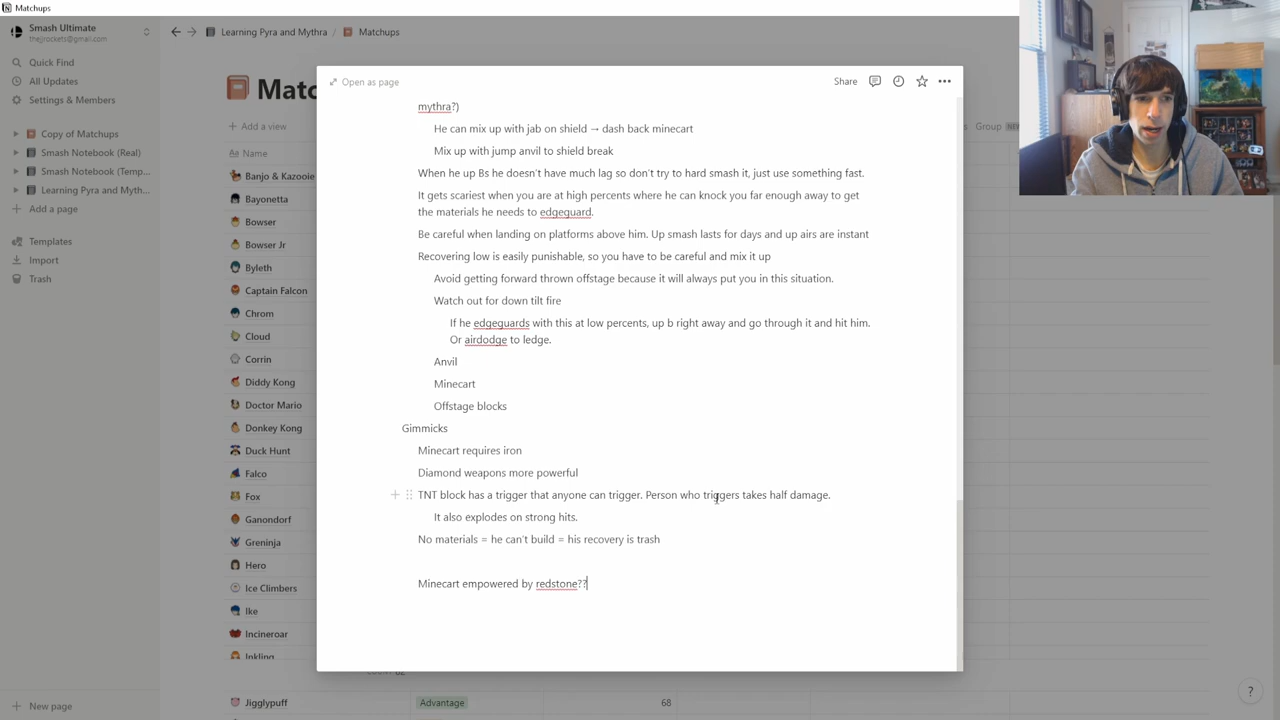 Matchups
Smash Ultimate
Quick Find
All Updates
Settings & Members
Copy of Matchups
Smash Notebook (Real)
Smash Notebook (Temp...
Learning Pyra and Myth...
Add a page
Templates
Import
Trash
New page
Learning Pyra and Mythra / Matchups
Matc
Add a view
Group
Name
Banjo & Kazooie
Bayonetta
Bowser
Bowser Jr
Byleth
Captain Falcon
Chrom
Cloud
Corrin
Diddy Kong
Doctor Mario
Donkey Kong
Duck Hunt
Falco
Fox
Ganondorf
Greninja
Hero
Ice Climbers
Ike
Incineroar
Inkling
Jigglypuff
Advantage
68
Open as page
Share
mythra?)
He can mix up with jab on shield → dash back minecart
Mix up with jump anvil to shield break
When he up Bs he doesn't have much lag so don't try to hard smash it, just use something fast.
It gets scariest when you are at high percents where he can knock you far enough away to get
the materials he needs to edgeguard.
Be careful when landing on platforms above him. Up smash lasts for days and up airs are instant
Recovering low is easily punishable, so you have to be careful and mix it up
Avoid getting forward thrown offstage because it will always put you in this situation.
Watch out for down tilt fire
If he edgeguards with this at low percents, up b right away and go through it and hit him.
Or airdodge to ledge.
Anvil
Minecart
Offstage blocks
Gimmicks
Minecart requires iron
Diamond weapons more powerful
TNT block has a trigger that anyone can trigger. Person who triggers takes half damage.
It also explodes on strong hits.
No materials = he can't build = his recovery is trash
Minecart empowered by redstone??